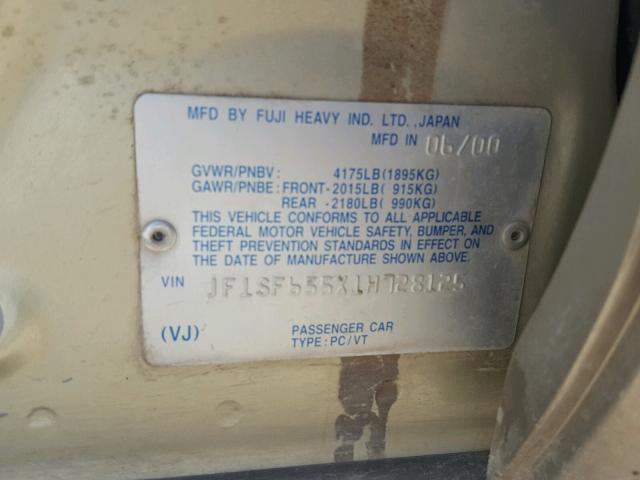 MFD BY FUJI HEAVY IND. LTD., JAPAN
MFD IN 06/00
GVWR/PNBV: 4175LB(1895KG)
GAWR/PNBE: FRONT-2015LB( 915KG)
REAR -2180LB( 990KG)
THIS VEHICLE CONFORMS TO ALL APPLICABLE
FEDERAL MOTOR VEHICLE SAFETY, BUMPER, AND
THEFT PREVENTION STANDARDS IN EFFECT ON
THE DATE OF MANUFACTURE SHOWN ABOVE.
VIN JF1SF655X1H728125
(VJ) PASSENGER CAR
TYPE: PC/VT